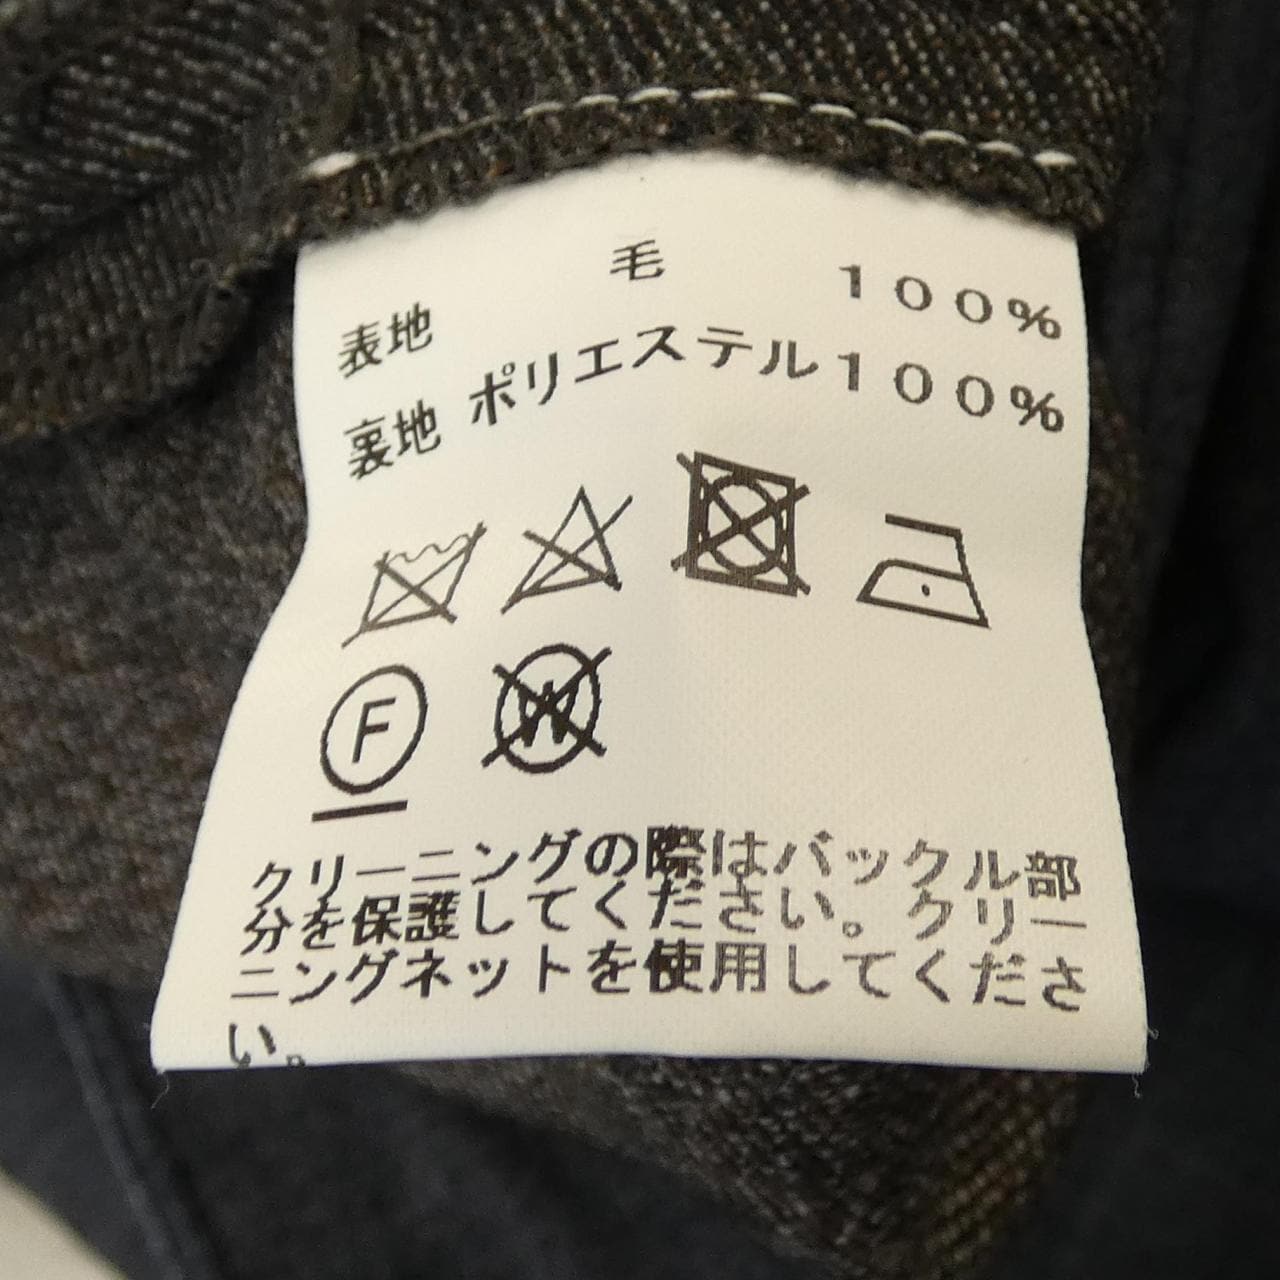 表地 毛 100%
裏地 ポリエステル100%
F W
クリーニングの際はバックル部
分を保護してください。クリー
ニングネットを使用してくださ
い。